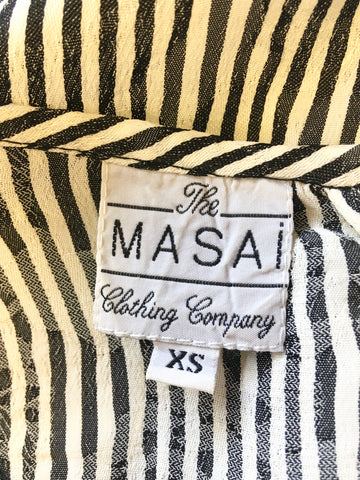 The
MASAi
Clothing Company
XS